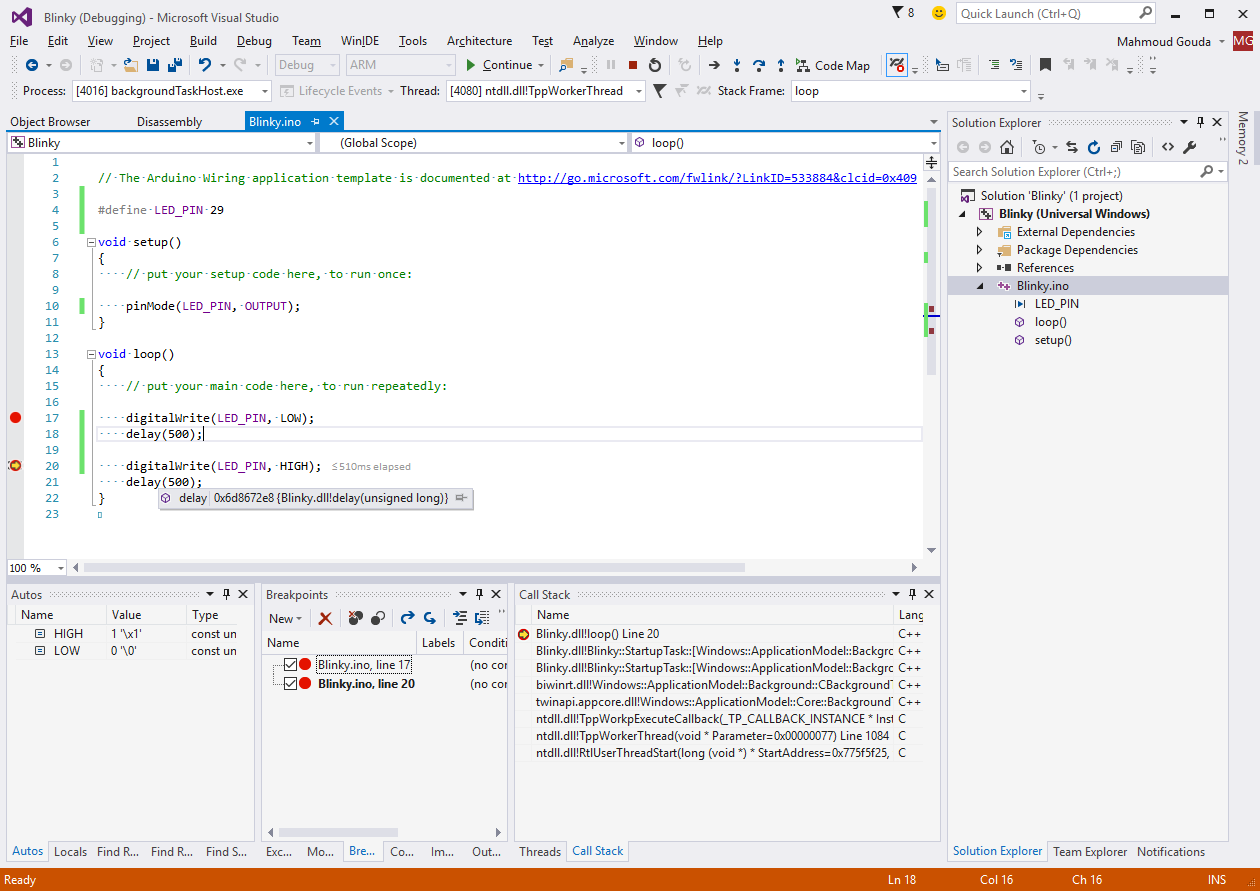 Blinky (Debugging) - Microsoft Visual Studio
8
Quick Launch (Ctrl+Q)
File Edit View Project Build Debug Team WinIDE Tools Architecture Test Analyze Window Help
Mahmoud Gouda MG
Debug ARM Continue Code Map
Process: [4016] backgroundTaskHost.exe Lifecycle Events Thread: [4080] ntdll.dll!TppWorkerThread Stack Frame: loop
Object Browser Disassembly Blinky.ino
Blinky (Global Scope) loop()
1
2 // The Arduino Wiring application template is documented at http://go.microsoft.com/fwlink/?LinkID=533884&clcid=0x409
3
4 #define LED_PIN 29
5
6 void setup()
7 {
8 // put your setup code here, to run once:
9
10 pinMode(LED_PIN, OUTPUT);
11 }
12
13 void loop()
14 {
15 // put your main code here, to run repeatedly:
16
17 digitalWrite(LED_PIN, LOW);
18 delay(500);
19
20 digitalWrite(LED_PIN, HIGH); ≤510ms elapsed
21 delay(500);
22 }
delay 0x6d8672e8 {Blinky.dll!delay(unsigned long)}
23
100 %
Solution Explorer
Search Solution Explorer (Ctrl+;)
Solution 'Blinky' (1 project)
Blinky (Universal Windows)
External Dependencies
Package Dependencies
References
Blinky.ino
LED_PIN
loop()
setup()
Memory 2
Autos
Name Value Type
HIGH 1 '\x1' const un
LOW 0 '\0' const un
Breakpoints
New
Name Labels Conditi
Blinky.ino, line 17 (no con
Blinky.ino, line 20 (no con
Call Stack
Name Lang
Blinky.dll!loop() Line 20 C++
Blinky.dll!Blinky::StartupTask::[Windows::ApplicationModel::Backgrc C++
Blinky.dll!Blinky::StartupTask::[Windows::ApplicationModel::Backgrc C++
biwinrt.dll!Windows::ApplicationModel::Background::CBackground C++
twinapi.appcore.dll!Windows::ApplicationModel::Core::Background C++
ntdll.dll!TppWorkpExecuteCallback(_TP_CALLBACK_INSTANCE * Inst C
ntdll.dll!TppWorkerThread(void * Parameter=0x00000077) Line 1084 C
ntdll.dll!RtlUserThreadStart(long (void *) * StartAddress=0x775f5f25, C
Autos Locals Find R... Find R... Find S...
Exc... Mo... Bre... Co... Im... Out...
Threads Call Stack
Solution Explorer Team Explorer Notifications
Ready Ln 18 Col 16 Ch 16 INS